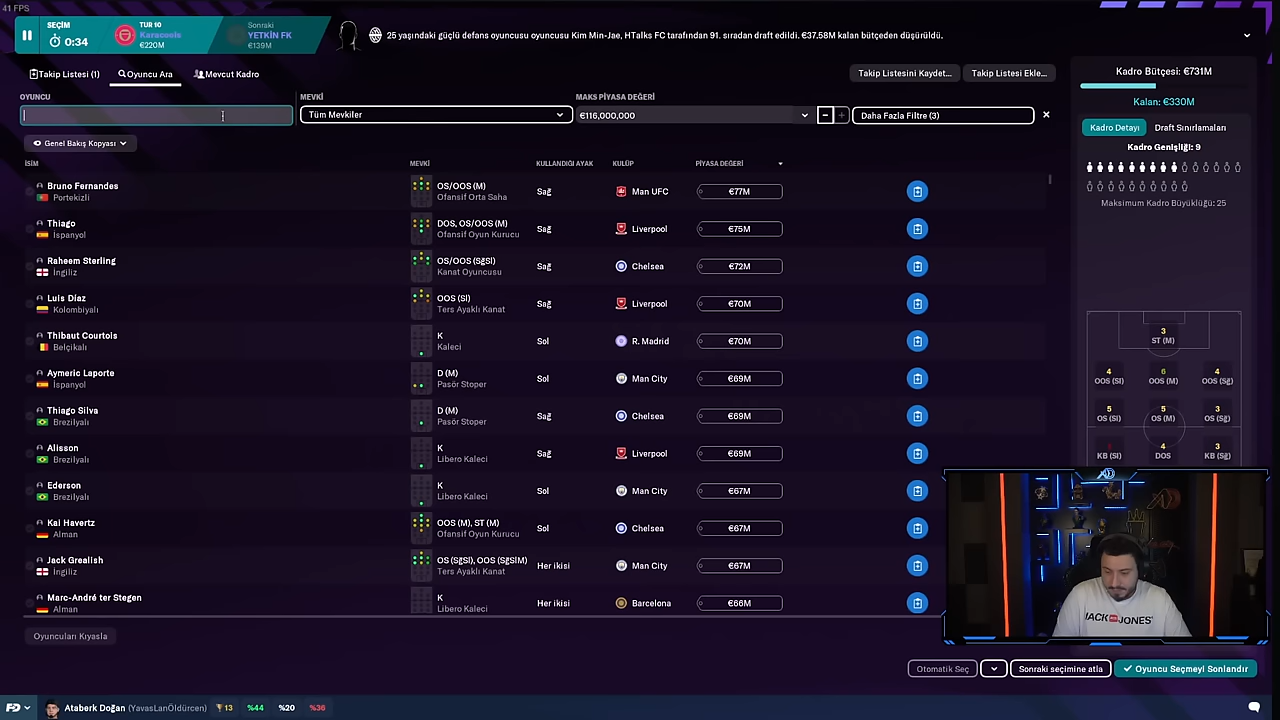 41 FPS
SEÇİM
0:34
TUR 10
Karaconis
€220M
Sonraki
YETKİN FK
€139M
25 yaşındaki güçlü defans oyuncusu oyuncusu Kim Min-Jae, HTalks FC tarafından 91. sıradan draft edildi. €37.58M kalan bütçeden düşürüldü.
Takip Listesi (1)
Oyuncu Ara
Mevcut Kadro
Takip Listesini Kaydet...
Takip Listesi Ekle...
OYUNCU
MEVKİ
MAKS PİYASA DEĞERİ
Tüm Mevkiler
€116,000,000
Daha Fazla Filtre (3)
Genel Bakış Kopyası
İSİM
MEVKİ
KULLANDIĞI AYAK
KULÜP
PİYASA DEĞERİ
Bruno Fernandes
Portekizli
OS/OOS (M)
Ofansif Orta Saha
Sağ
Man UFC
€77M
Thiago
İspanyol
DOS, OS/OOS (M)
Ofansif Oyun Kurucu
Sağ
Liverpool
€75M
Raheem Sterling
İngiliz
OS/OOS (SğSl)
Kanat Oyuncusu
Sağ
Chelsea
€72M
Luis Díaz
Kolombiyalı
OOS (Sl)
Ters Ayaklı Kanat
Sağ
Liverpool
€70M
Thibaut Courtois
Belçikalı
K
Kaleci
Sol
R. Madrid
€70M
Aymeric Laporte
İspanyol
D (M)
Pasör Stoper
Sol
Man City
€69M
Thiago Silva
Brezilyalı
D (M)
Pasör Stoper
Sağ
Chelsea
€69M
Alisson
Brezilyalı
K
Libero Kaleci
Sağ
Liverpool
€69M
Ederson
Brezilyalı
K
Libero Kaleci
Sol
Man City
€67M
Kai Havertz
Alman
OOS (M), ST (M)
Ofansif Oyun Kurucu
Sol
Chelsea
€67M
Jack Grealish
İngiliz
OS (SğSl), OOS (SğSlM)
Ters Ayaklı Kanat
Her ikisi
Man City
€67M
Marc-André ter Stegen
Alman
K
Libero Kaleci
Her ikisi
Barcelona
€66M
Kadro Bütçesi: €731M
Kalan: €330M
Kadro Detayı
Draft Sınırlamaları
Kadro Genişliği: 9
Maksimum Kadro Büyüklüğü: 25
3
ST (M)
4
OOS (Sl)
6
OOS (M)
4
OOS (Sğ)
5
OS (Sl)
5
OS (M)
3
OS (Sğ)
KB (Sl)
4
DOS
3
KB (Sğ)
JACK JONES
Oyuncuları Kıyasla
Otomatik Seç
Sonraki seçimine atla
Oyuncu Seçmeyi Sonlandır
Ataberk Doğan (YavasLanÖldürcen)
13
%44
%20
%36